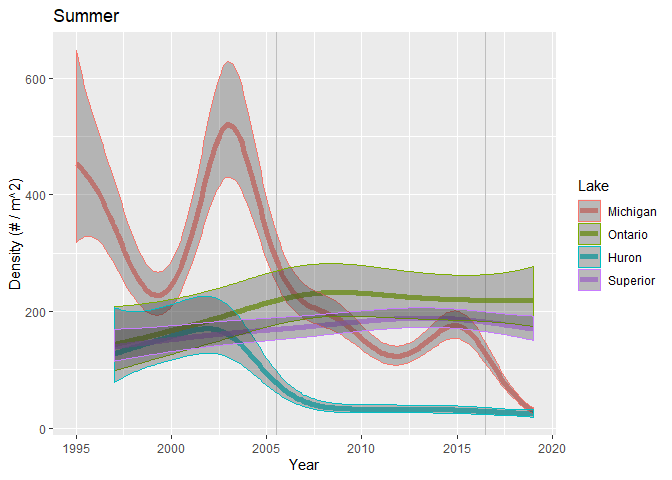 Summer
Density (# / m^2)
600
400
200
0
1995
2000
2005
2010
2015
2020
Year
Lake
Michigan
Ontario
Huron
Superior